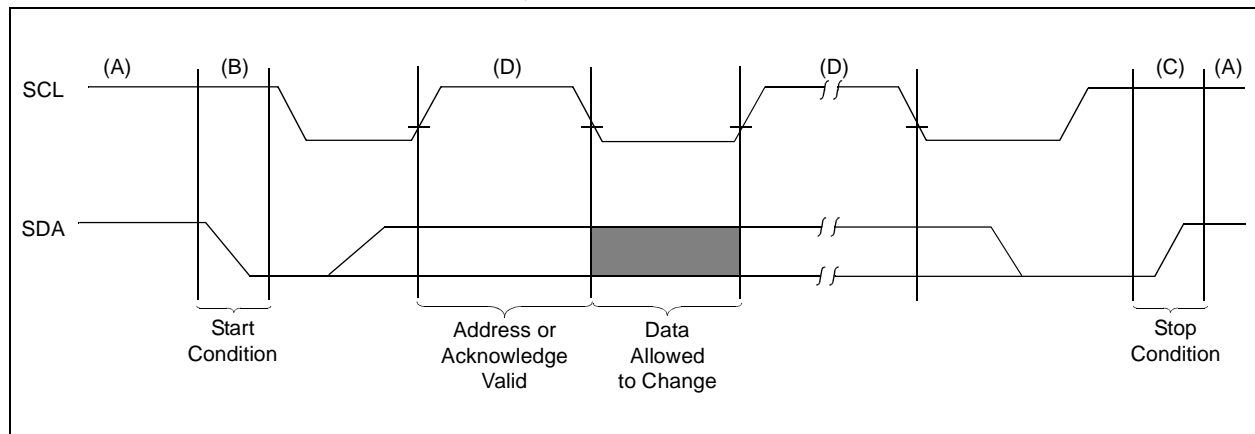 (A) (B) (D) (D) (C) (A)
SCL
SDA
Start
Condition
Address or
Acknowledge
Valid
Data
Allowed
to Change
Stop
Condition